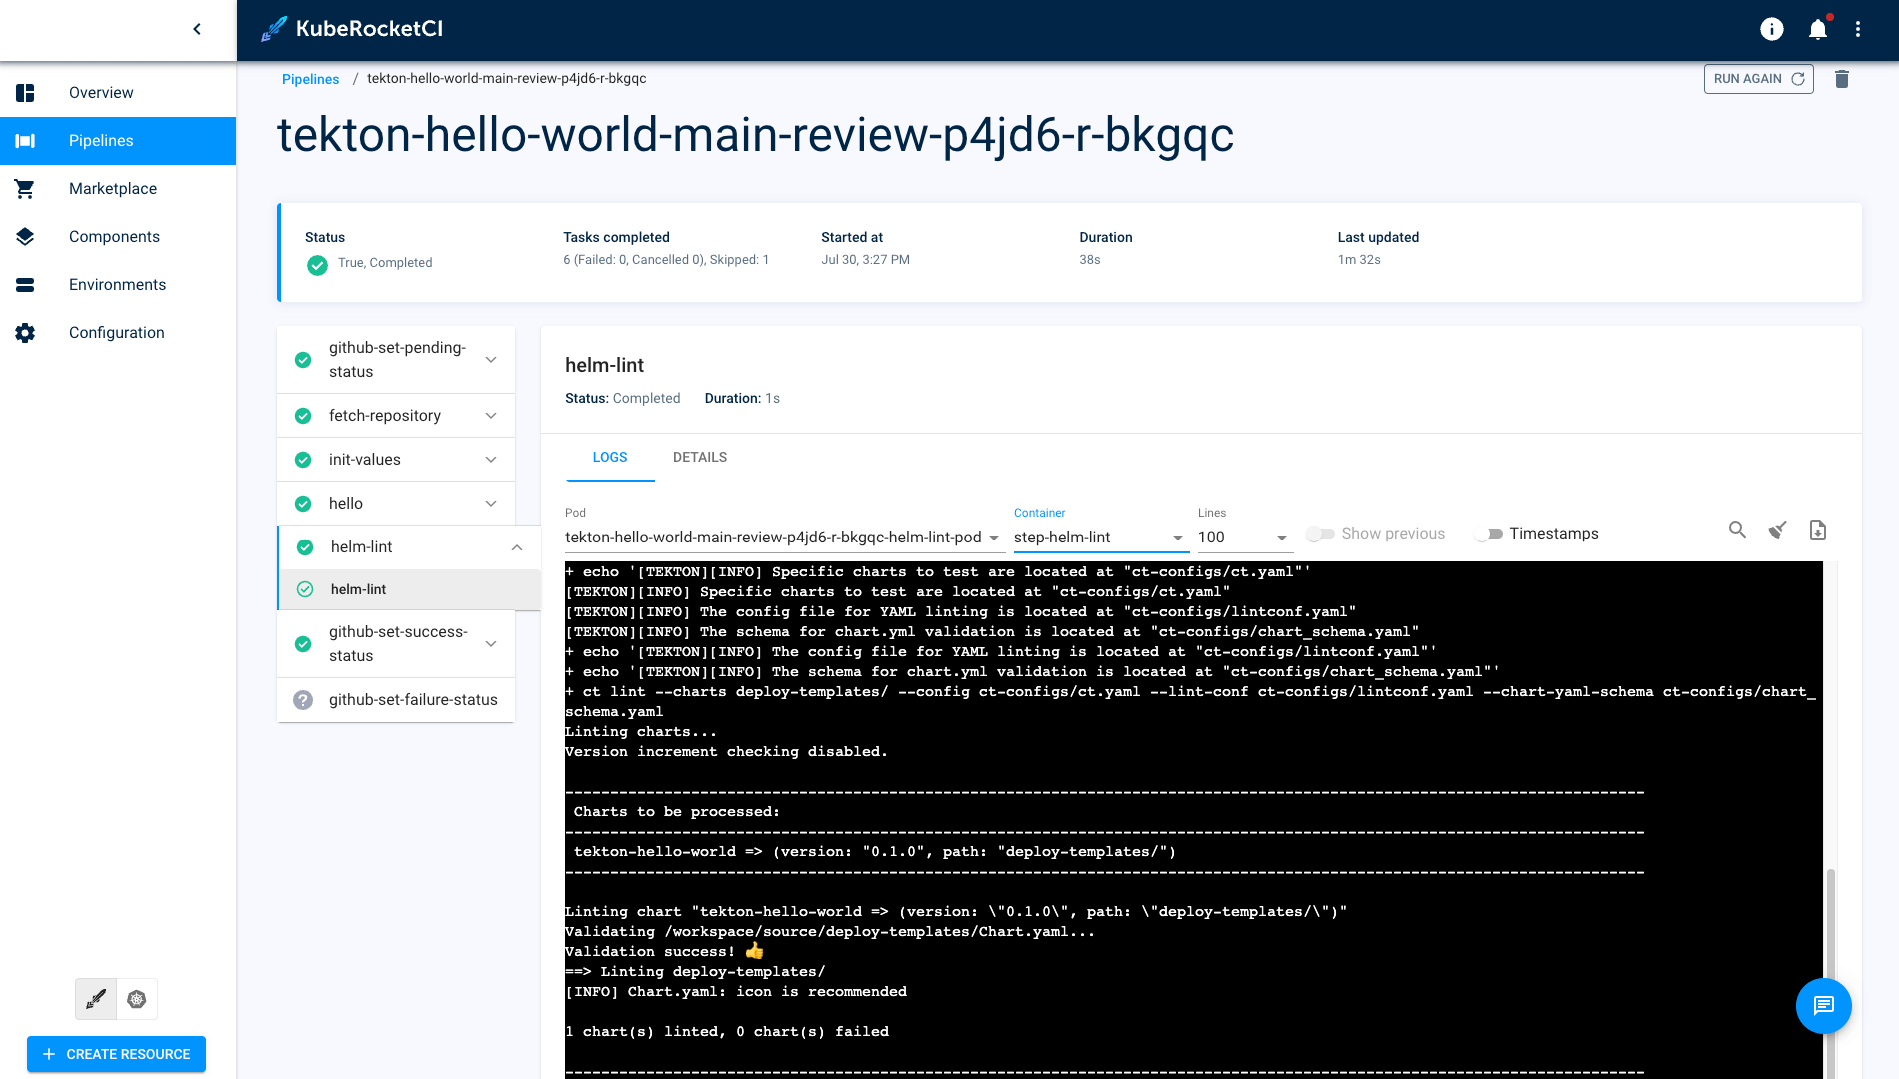 KubeRocketCI
Overview
Pipelines
Marketplace
Components
Environments
Configuration
CREATE RESOURCE
Pipelines / tekton-hello-world-main-review-p4jd6-r-bkgqc
RUN AGAIN
tekton-hello-world-main-review-p4jd6-r-bkgqc
Status
True, Completed
Tasks completed
6 (Failed: 0, Cancelled 0), Skipped: 1
Started at
Jul 30, 3:27 PM
Duration
38s
Last updated
1m 32s
github-set-pending-
status
fetch-repository
init-values
hello
helm-lint
helm-lint
github-set-success-
status
github-set-failure-status
helm-lint
Status: Completed Duration: 1s
LOGS DETAILS
Pod
tekton-hello-world-main-review-p4jd6-r-bkgqc-helm-lint-pod
Container
step-helm-lint
Lines
100
Show previous
Timestamps
+ echo '[TEKTON][INFO] Specific charts to test are located at "ct-configs/ct.yaml"'
[TEKTON][INFO] Specific charts to test are located at "ct-configs/ct.yaml"
[TEKTON][INFO] The config file for YAML linting is located at "ct-configs/lintconf.yaml"
[TEKTON][INFO] The schema for chart.yml validation is located at "ct-configs/chart_schema.yaml"
+ echo '[TEKTON][INFO] The config file for YAML linting is located at "ct-configs/lintconf.yaml"'
+ echo '[TEKTON][INFO] The schema for chart.yml validation is located at "ct-configs/chart_schema.yaml"'
+ ct lint --charts deploy-templates/ --config ct-configs/ct.yaml --lint-conf ct-configs/lintconf.yaml --chart-yaml-schema ct-configs/chart_
schema.yaml
Linting charts...
Version increment checking disabled.
------------------------------------------------------------------------------------------------------------------------
Charts to be processed:
------------------------------------------------------------------------------------------------------------------------
tekton-hello-world => (version: "0.1.0", path: "deploy-templates/")
------------------------------------------------------------------------------------------------------------------------
Linting chart "tekton-hello-world => (version: \"0.1.0\", path: \"deploy-templates/\")"
Validating /workspace/source/deploy-templates/Chart.yaml...
Validation success! 👍
==> Linting deploy-templates/
[INFO] Chart.yaml: icon is recommended
1 chart(s) linted, 0 chart(s) failed
------------------------------------------------------------------------------------------------------------------------